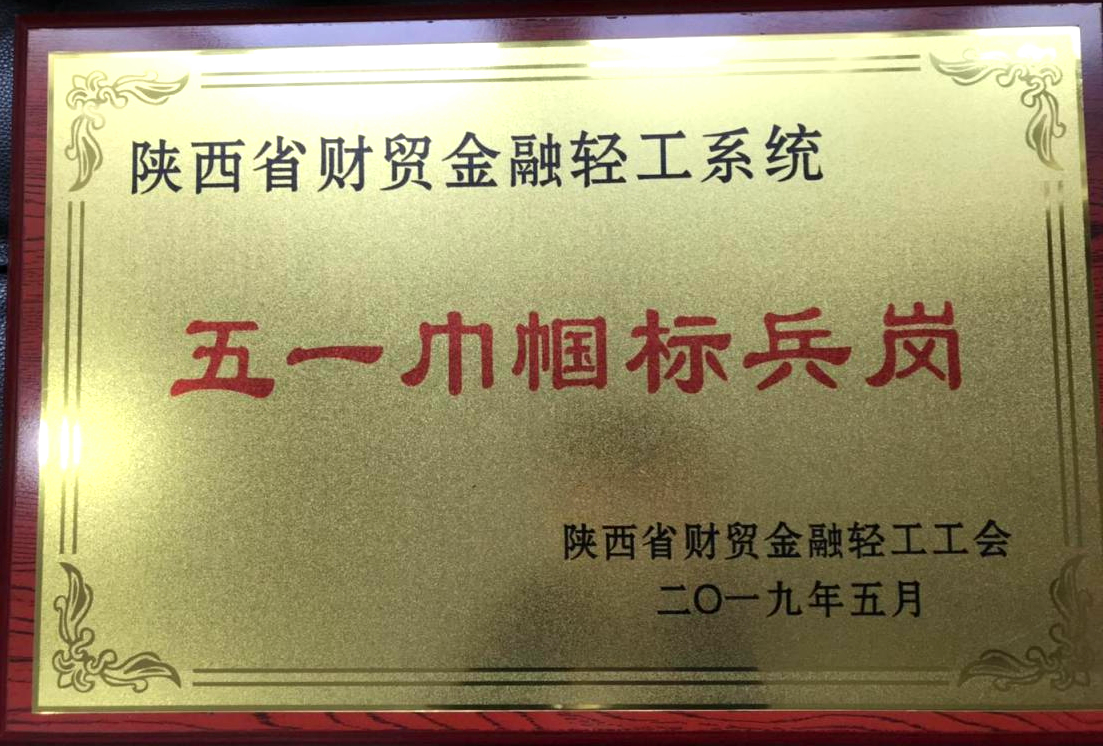 陕西省财贸金融轻工系统
五一巾帼标兵岗
陕西省财贸金融轻工工会
二〇一九年五月